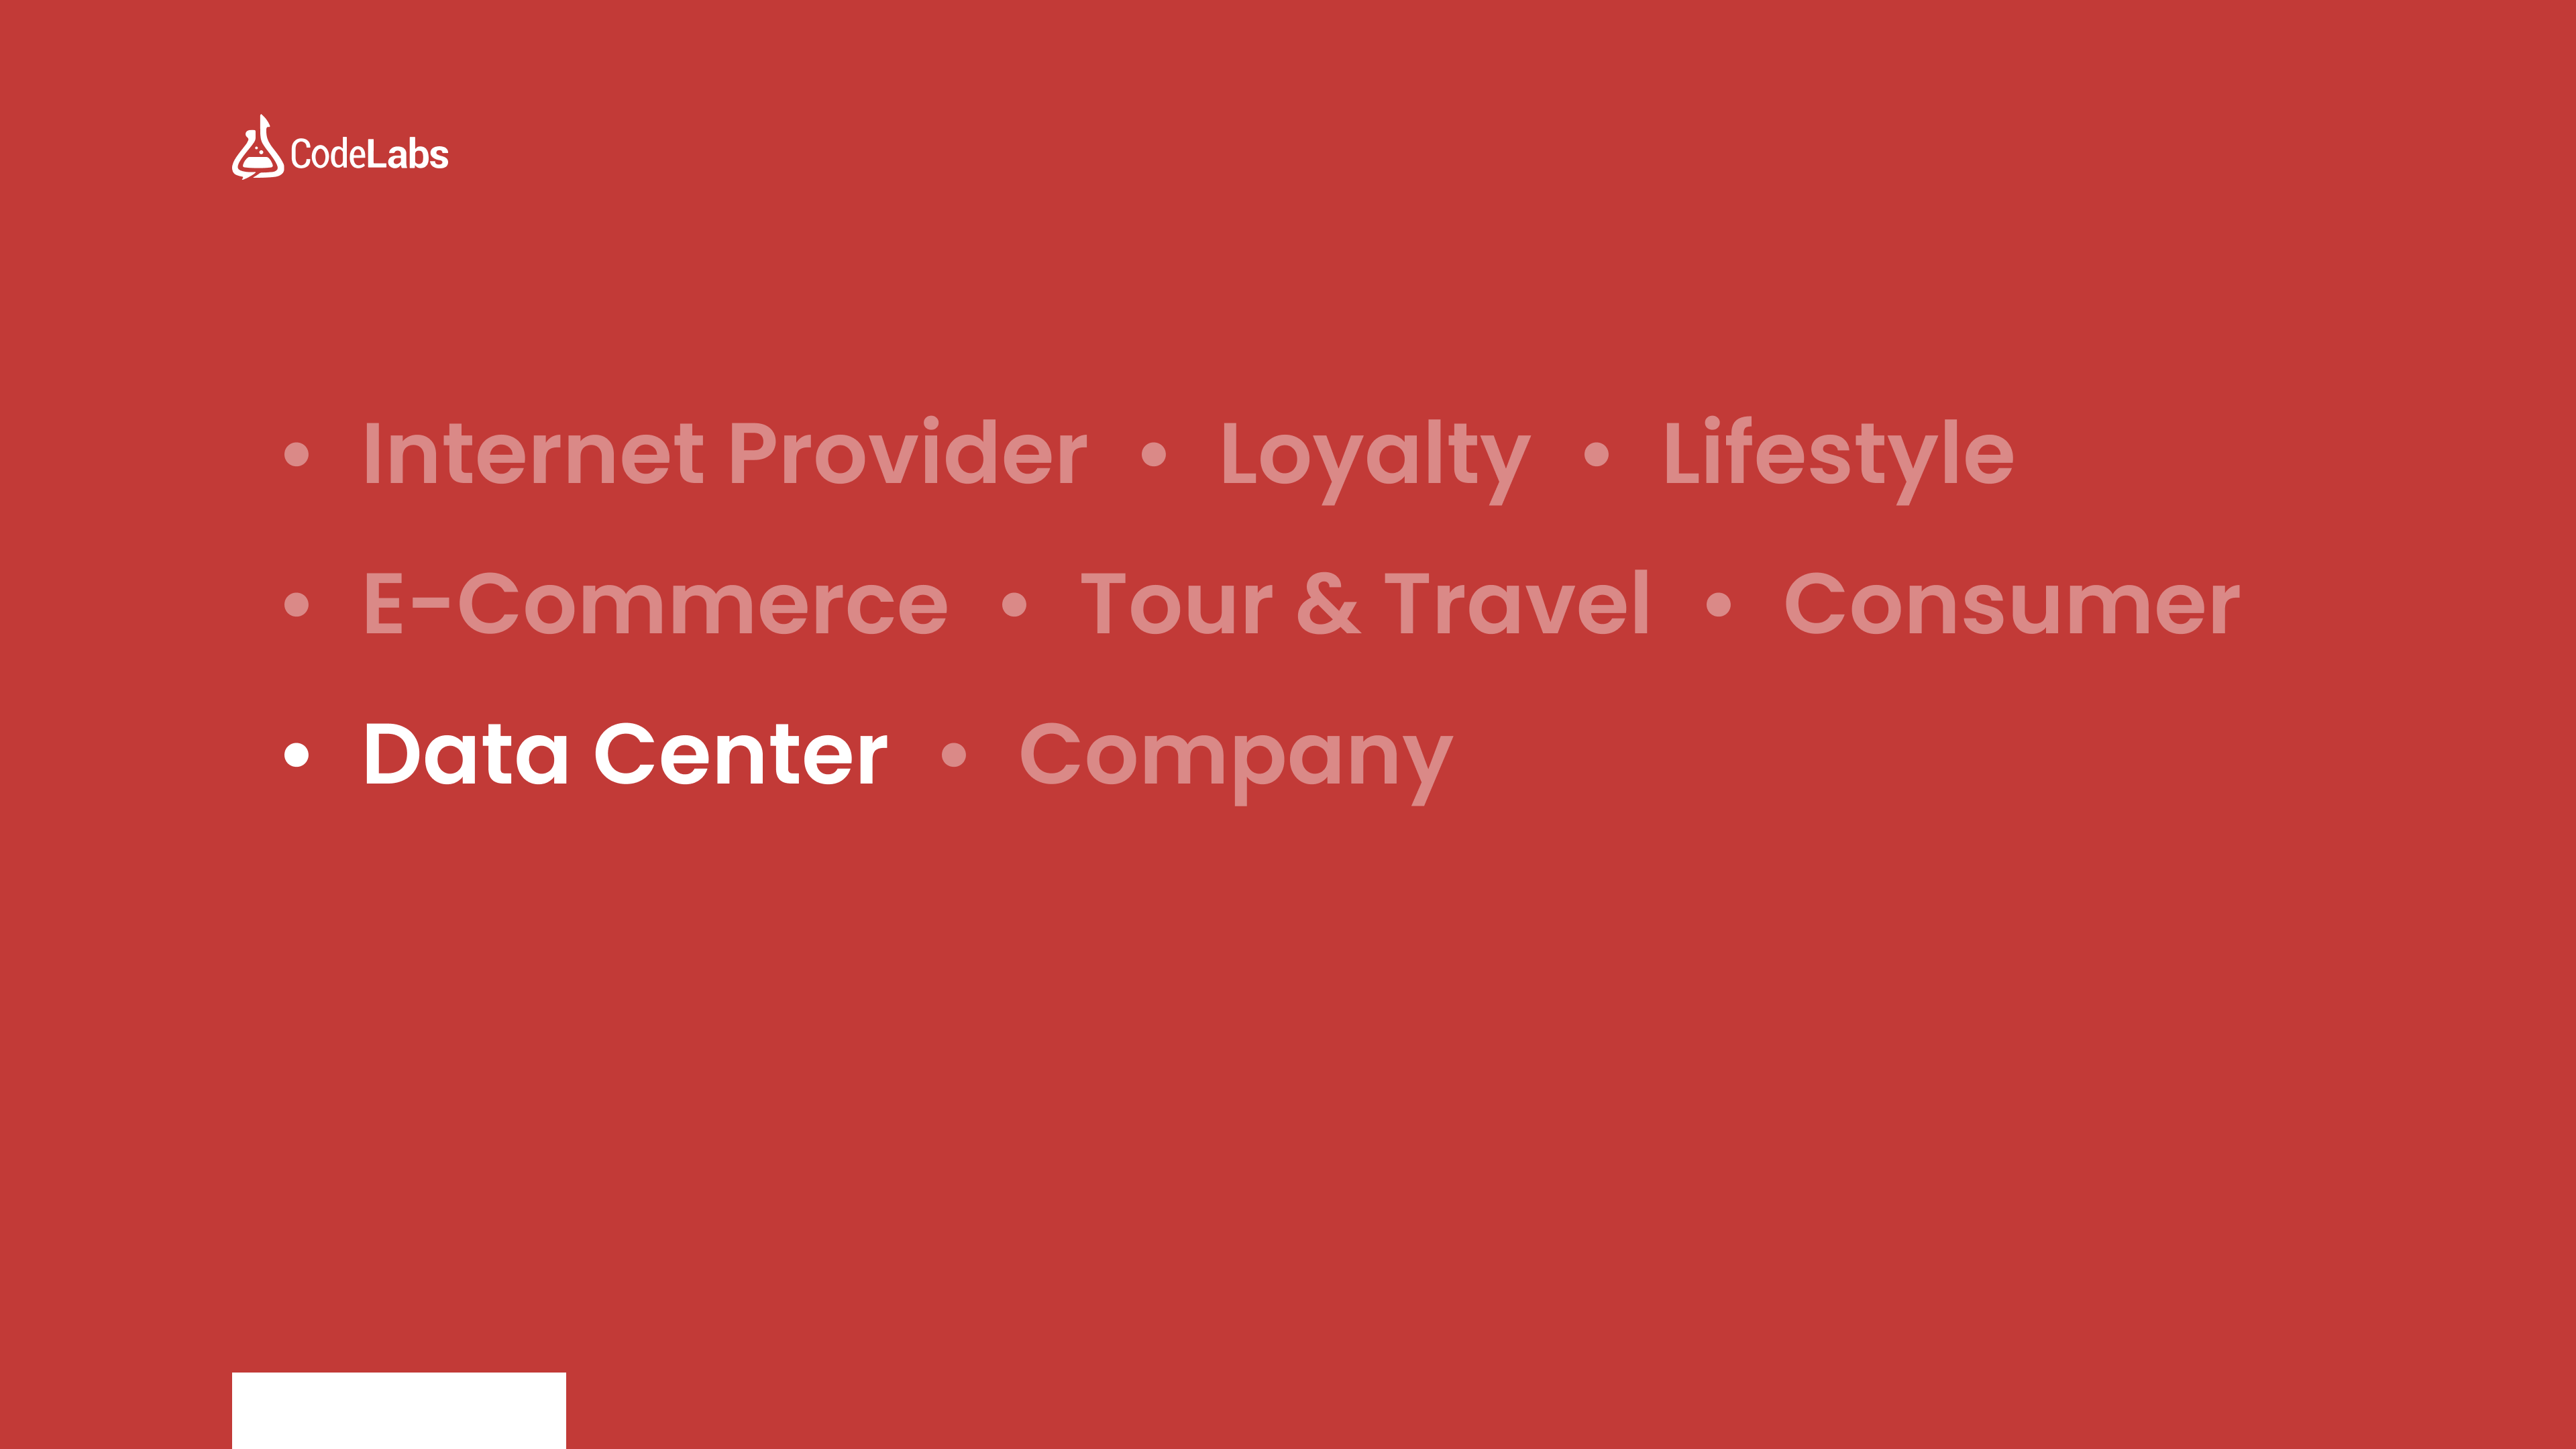 CodeLabs
• Internet Provider • Loyalty • Lifestyle
• E-Commerce • Tour & Travel • Consumer
• Data Center • Company